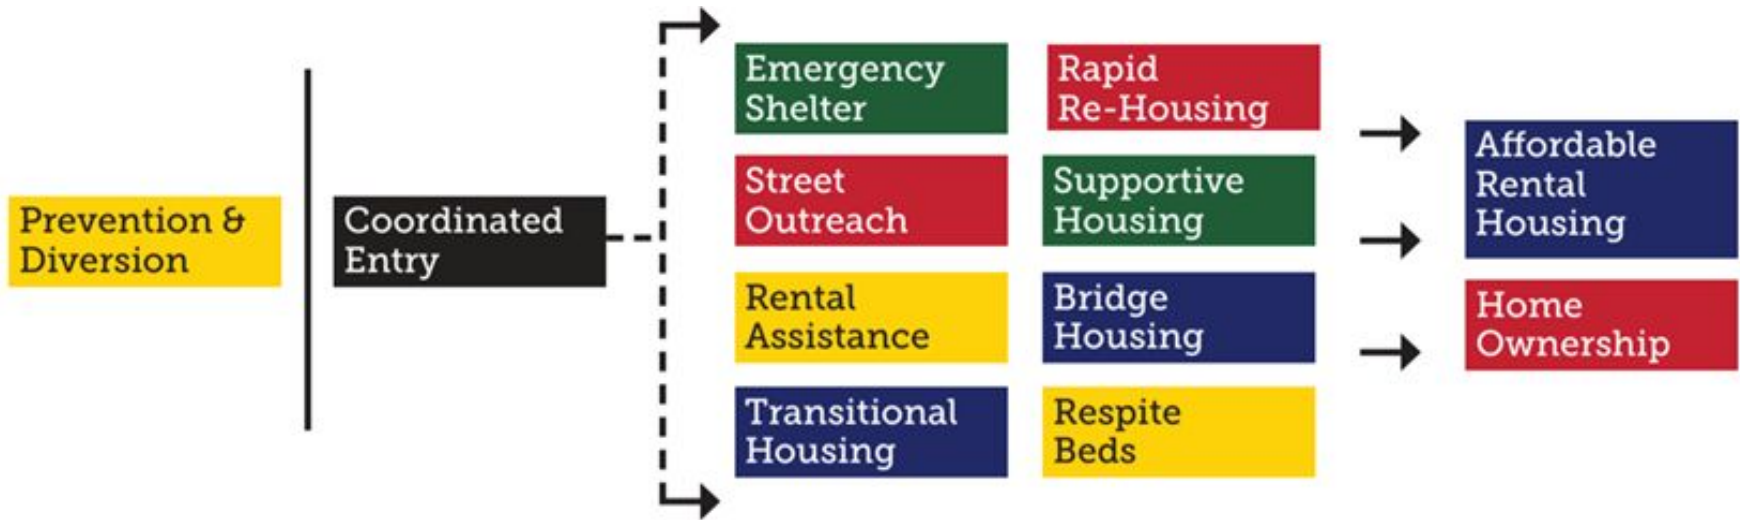 Prevention &
Diversion
Coordinated
Entry
Emergency
Shelter
Rapid
Re-Housing
Street
Outreach
Supportive
Housing
Rental
Assistance
Bridge
Housing
Transitional
Housing
Respite
Beds
Affordable
Rental
Housing
Home
Ownership